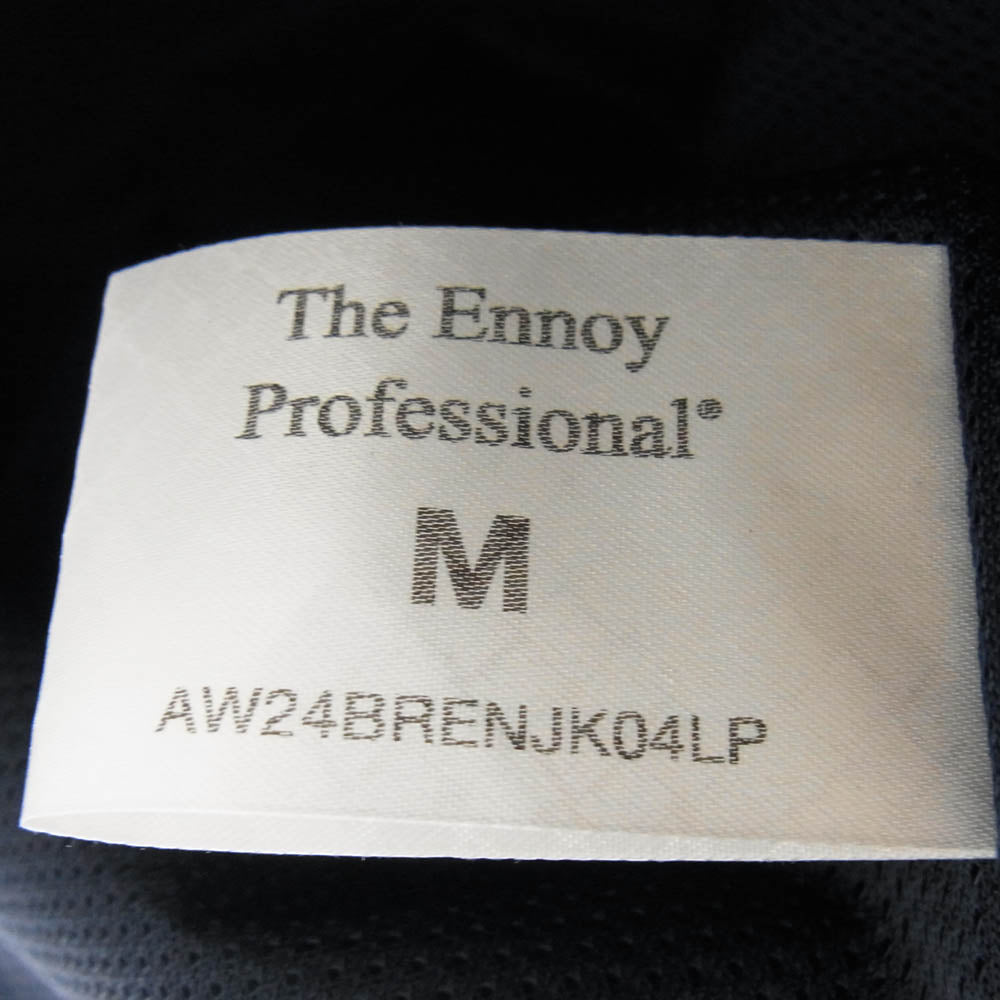 The Ennoy
Professional®
M
AW24BRENJK04LP